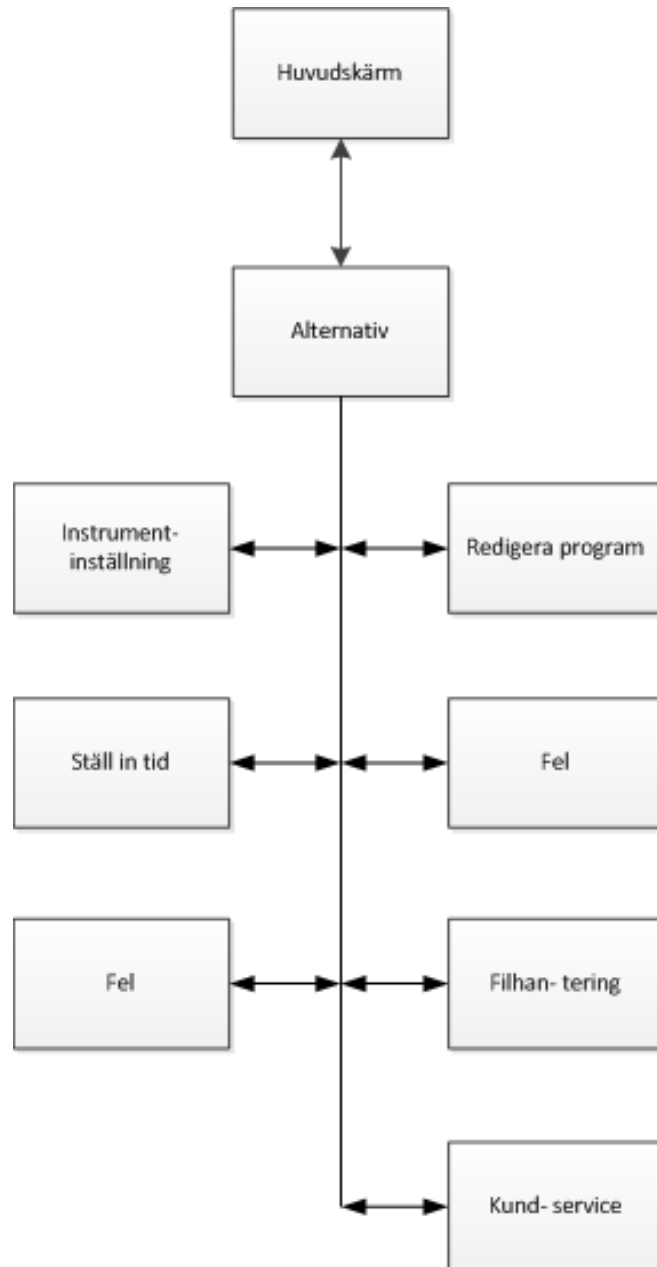 Huvudskärm
Alternativ
Instrument-
inställning
Redigera program
Ställ in tid
Fel
Fel
Filhan- tering
Kund- service